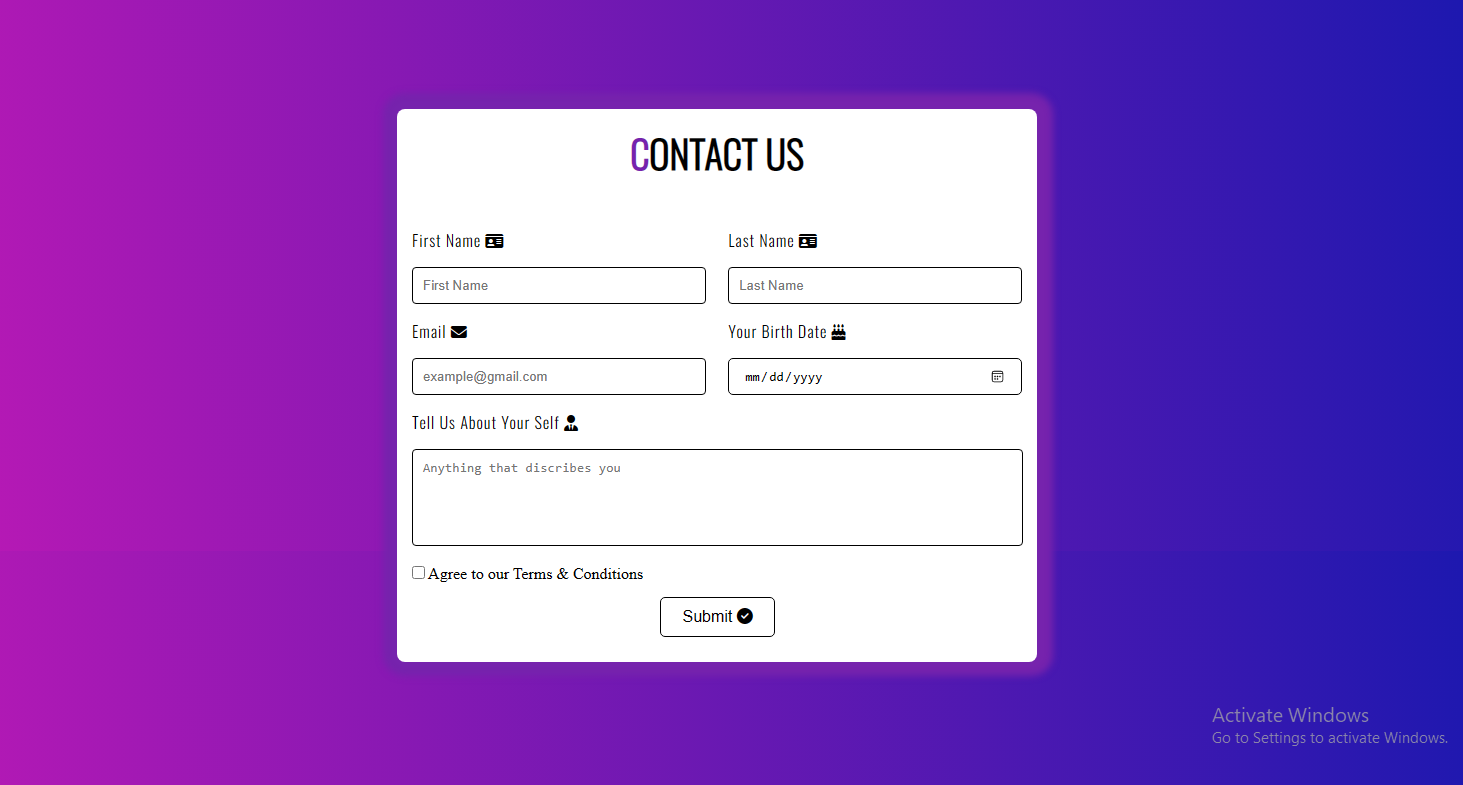 CONTACT US
First Name
Last Name
First Name
Last Name
Email
Your Birth Date
example@gmail.com
mm/dd/yyyy
Tell Us About Your Self
Anything that discribes you
Agree to our Terms & Conditions
Submit
Activate Windows
Go to Settings to activate Windows.